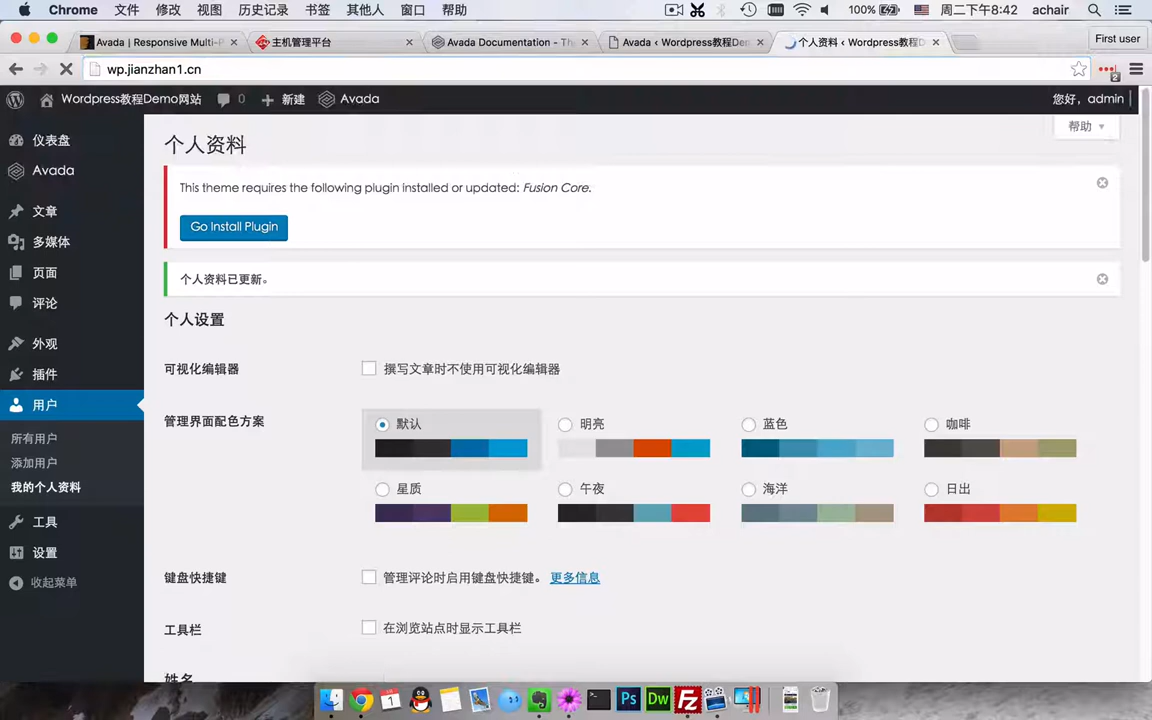 Chrome 文件 修改 视图 历史记录 书签 其他人 窗口 帮助 100% 周二下午8:42 achair
Avada | Responsive Multi-P × 主机管理平台 × Avada Documentation - Th × Avada ‹ Wordpress教程Dem × 个人资料 ‹ Wordpress教程D × First user
wp.jianzhan1.cn 2
Wordpress教程Demo网站 0 新建 Avada 您好，admin
帮助
仪表盘
Avada
文章
多媒体
页面
评论
外观
插件
用户
所有用户
添加用户
我的个人资料
工具
设置
收起菜单
个人资料
This theme requires the following plugin installed or updated: Fusion Core.
Go Install Plugin
个人资料已更新。
个人设置
可视化编辑器 撰写文章时不使用可视化编辑器
管理界面配色方案 默认 明亮 蓝色 咖啡
星质 午夜 海洋 日出
键盘快捷键 管理评论时启用键盘快捷键。 更多信息
工具栏 在浏览站点时显示工具栏
姓名
1 Ps Dw Fz